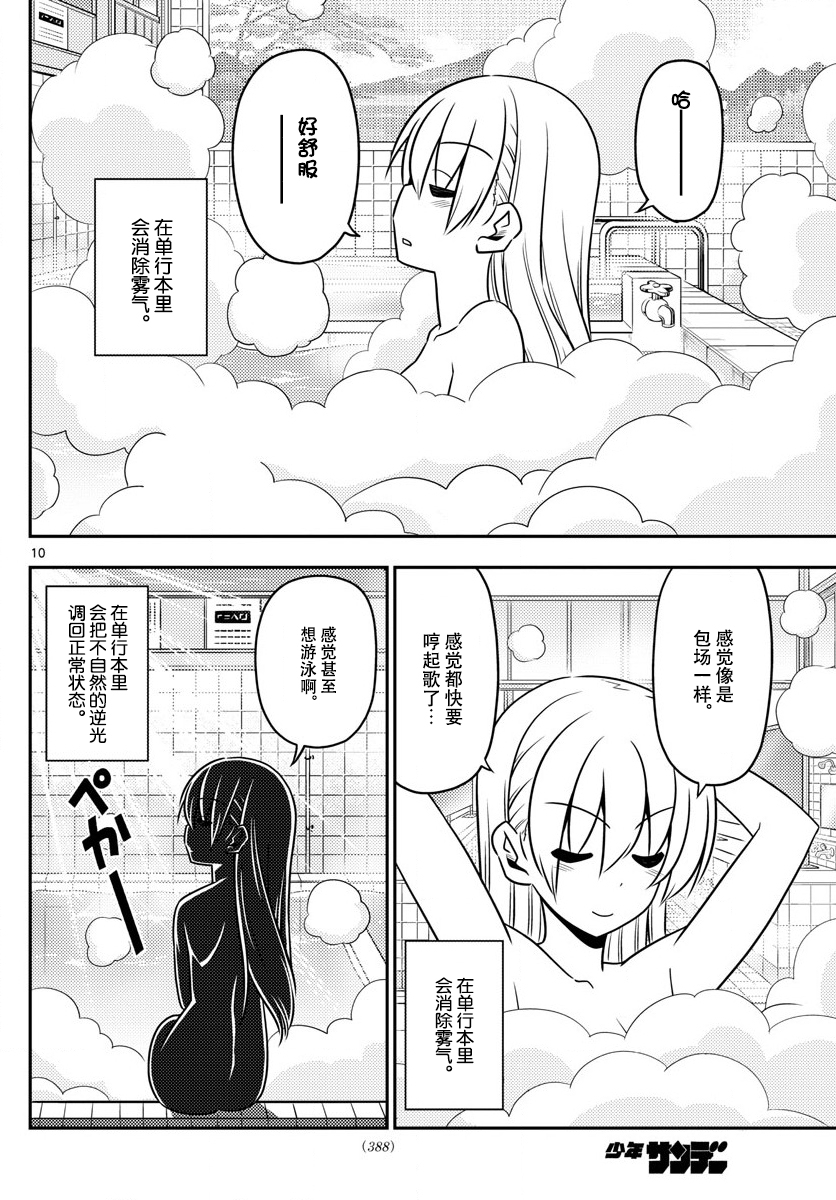 哈
——
好舒服
——
在单行本里
会消除雾气。
10
感觉像是
包场一样。
感觉都快要
哼起歌了…
在单行本里
会消除雾气。
感觉甚至
想游泳啊。
在单行本里
会把不自然的逆光
调回正常状态。
ぺかーー
(388)
少年サンデー